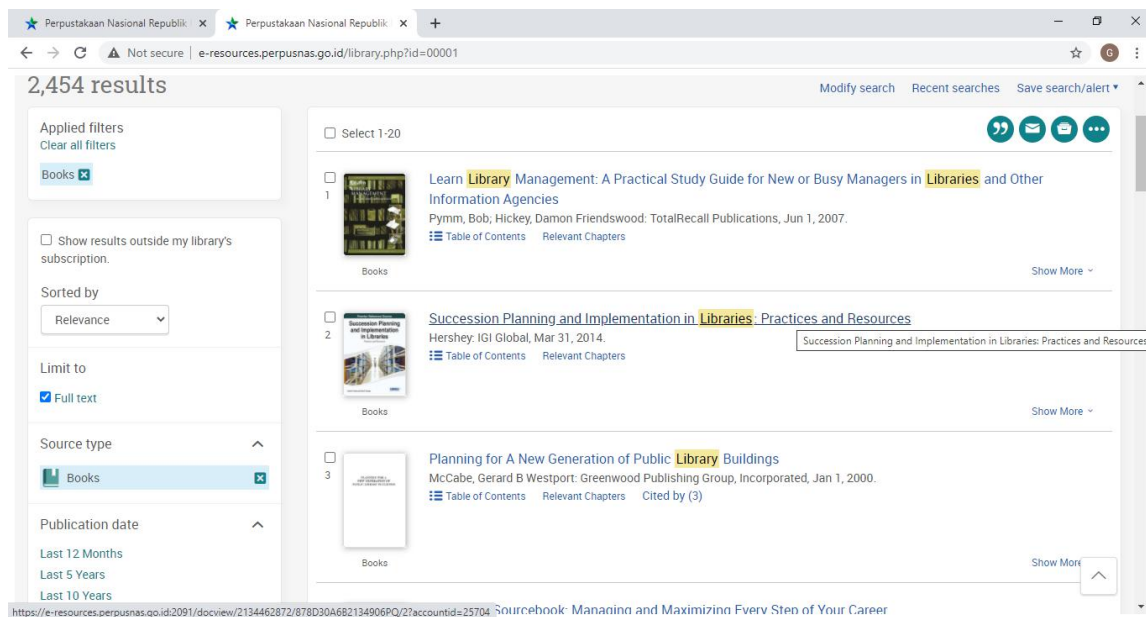 Perpustakaan Nasional Republik
Perpustakaan Nasional Republik
Not secure | e-resources.perpusnas.go.id/library.php?id=00001
G
2,454 results
Modify search Recent searches Save search/alert
Applied filters
Clear all filters
Books
Show results outside my library's
subscription.
Sorted by
Relevance
Limit to
Full text
Source type
Books
Publication date
Last 12 Months
Last 5 Years
Last 10 Years
Select 1-20
1
Learn Library Management: A Practical Study Guide for New or Busy Managers in Libraries and Other
Information Agencies
Pymm, Bob; Hickey, Damon Friendswood: TotalRecall Publications, Jun 1, 2007.
Table of Contents Relevant Chapters
Books
Show More
2
Succession Planning
and Implementation
in Libraries
Succession Planning and Implementation in Libraries: Practices and Resources
Hershey: IGI Global, Mar 31, 2014.
Succession Planning and Implementation in Libraries: Practices and Resources
Table of Contents Relevant Chapters
Books
Show More
3
Planning for A New Generation of Public Library Buildings
McCabe, Gerard B Westport: Greenwood Publishing Group, Incorporated, Jan 1, 2000.
Table of Contents Relevant Chapters Cited by (3)
Books
Show More
https://e-resources.perpusnas.go.id:2091/docview/2134462872/878D30A6B2134906PQ/2?accountid=25704
Sourcebook: Managing and Maximizing Every Step of Your Career